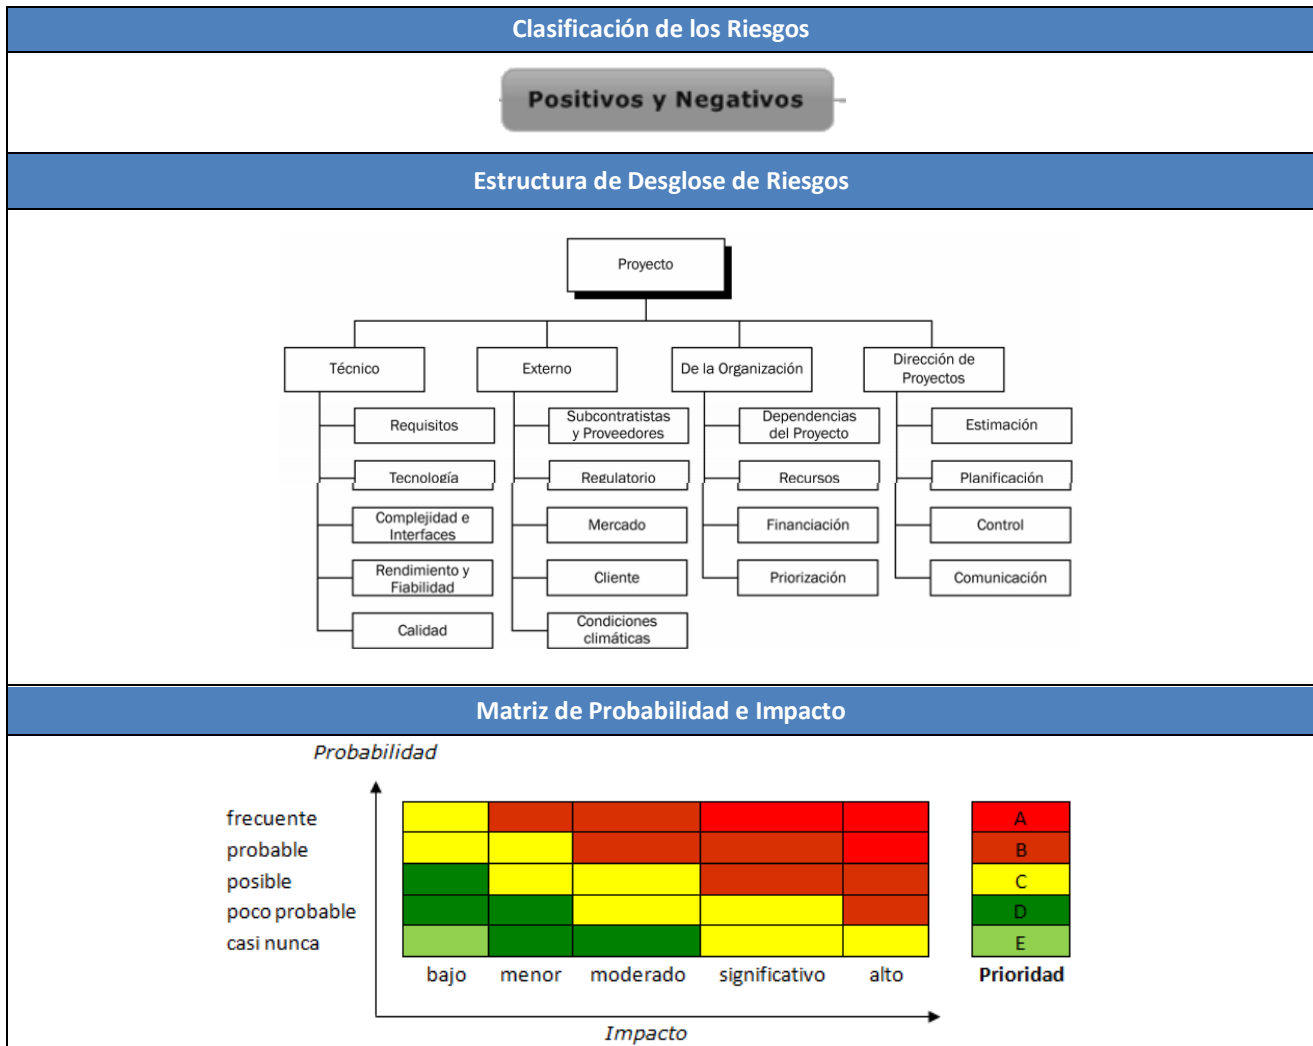 Clasificación de los Riesgos
Positivos y Negativos
Estructura de Desglose de Riesgos
Proyecto
Técnico
Externo
De la Organización
Dirección de
Proyectos
Requisitos
Subcontratistas
y Proveedores
Dependencias
del Proyecto
Estimación
Tecnología
Regulatorio
Recursos
Planificación
Complejidad e
Interfaces
Mercado
Financiación
Control
Rendimiento y
Fiabilidad
Cliente
Priorización
Comunicación
Calidad
Condiciones
climáticas
Matriz de Probabilidad e Impacto
Probabilidad
frecuente
A
probable
B
posible
C
poco probable
D
casi nunca
E
bajo menor moderado significativo alto Prioridad
Impacto